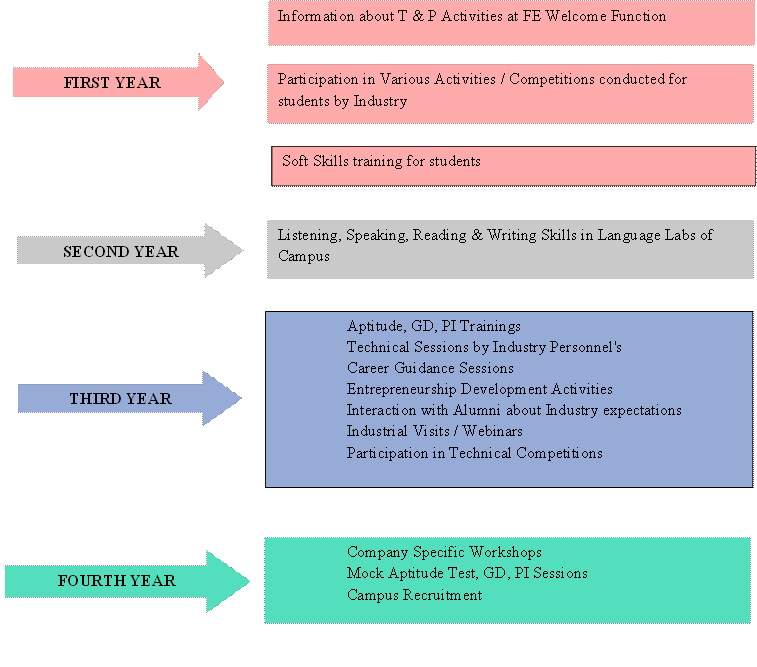 Information about T & P Activities at FE Welcome Function
FIRST YEAR
Participation in Various Activities / Competitions conducted for
students by Industry
Soft Skills training for students
SECOND YEAR
Listening, Speaking, Reading & Writing Skills in Language Labs of
Campus
THIRD YEAR
Aptitude, GD, PI Trainings
Technical Sessions by Industry Personnel's
Career Guidance Sessions
Entrepreneurship Development Activities
Interaction with Alumni about Industry expectations
Industrial Visits / Webinars
Participation in Technical Competitions
FOURTH YEAR
Company Specific Workshops
Mock Aptitude Test, GD, PI Sessions
Campus Recruitment